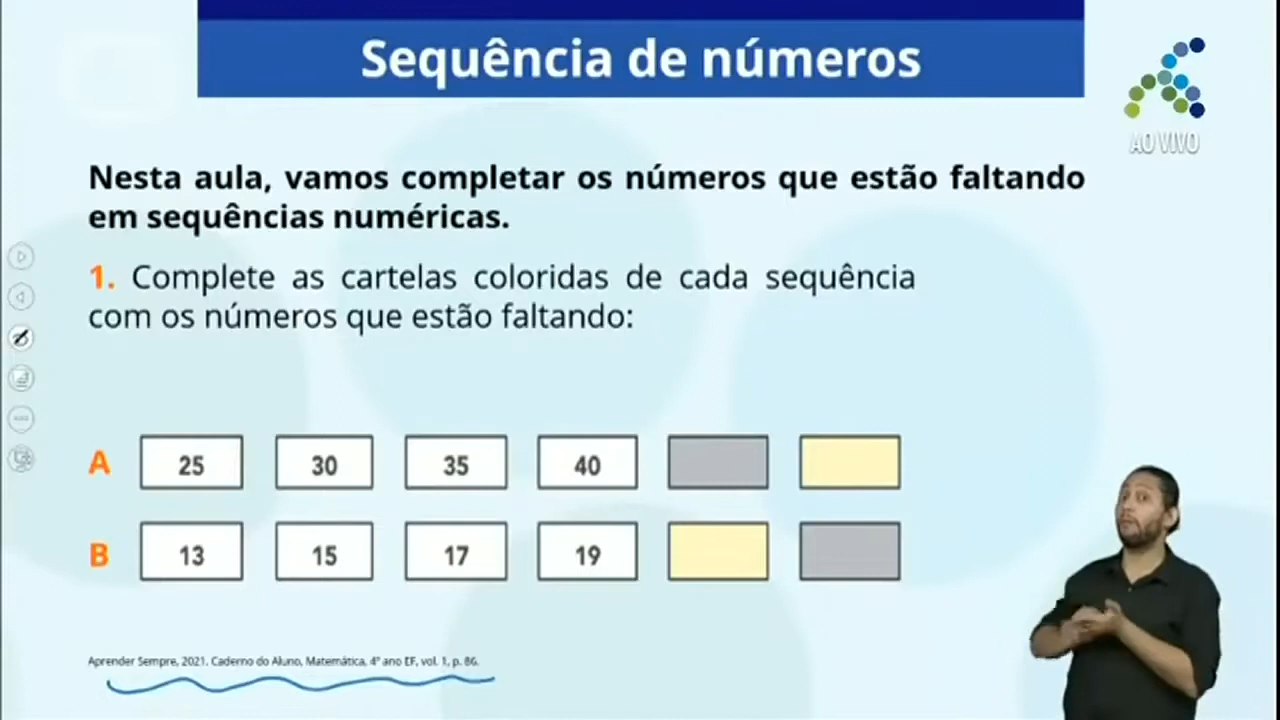 Sequência de números
AO VIVO
Nesta aula, vamos completar os números que estão faltando
em sequências numéricas.
1. Complete as cartelas coloridas de cada sequência
com os números que estão faltando:
A 25 30 35 40
B 13 15 17 19
Aprender Sempre, 2021. Caderno do Aluno, Matemática, 4º ano EF, vol. 1, p. 86.